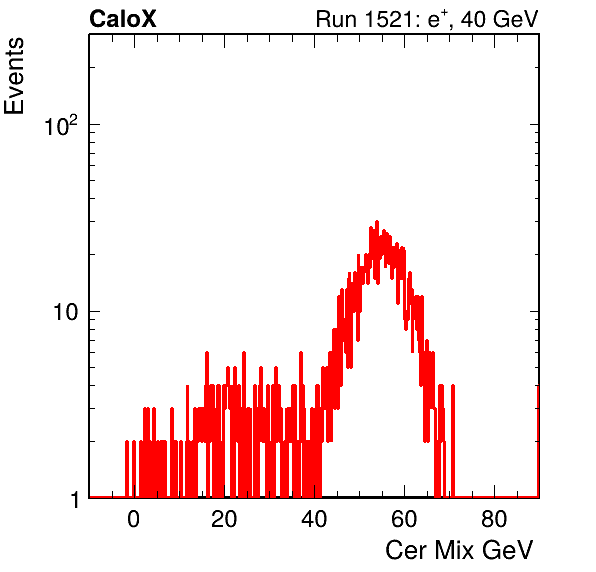 CaloX Run 1521: e⁺, 40 GeV
Events
10²
10
1
0 20 40 60 80
Cer Mix GeV